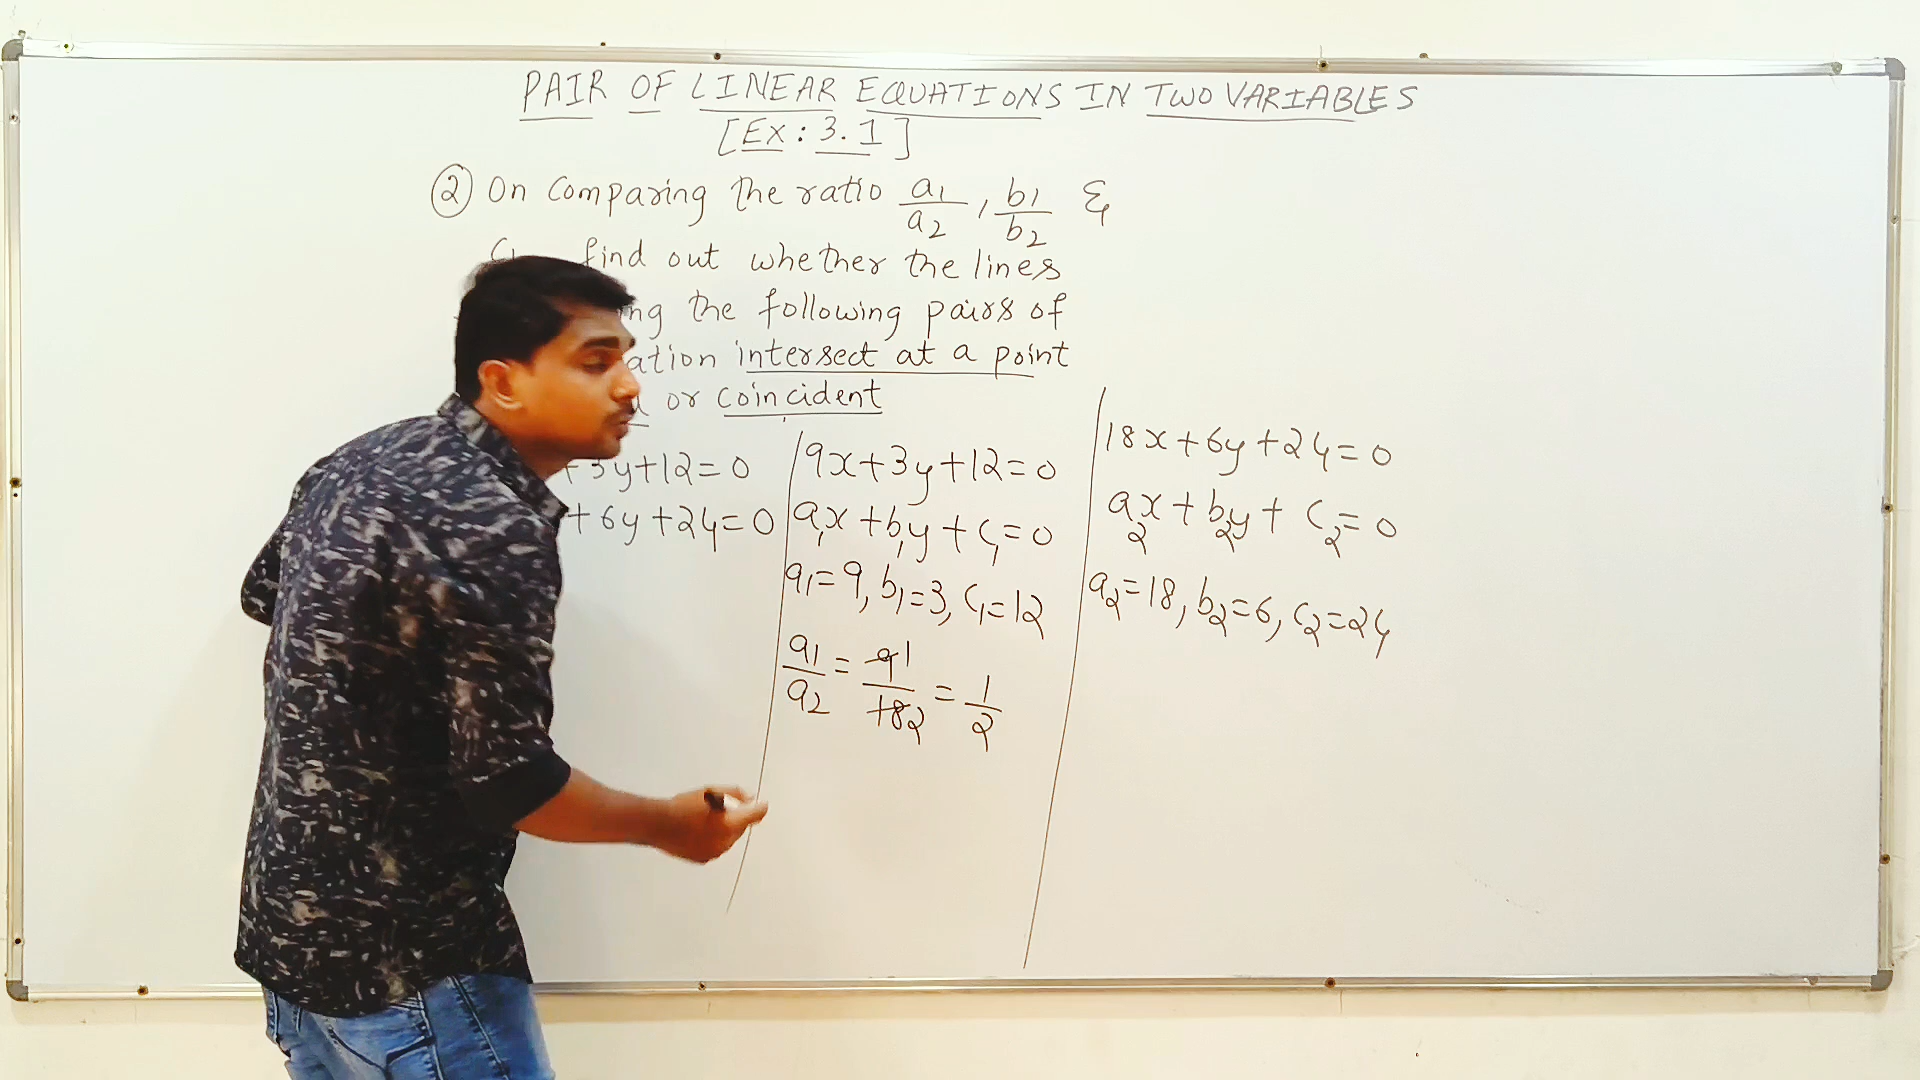 PAIR OF LINEAR EQUATIONS IN TWO VARIABLES
[EX: 3.1]
② On comparing the ratio a1/a2, b1/b2 &
find out whether the lines
the following pairs of
intersect at a point
or coincident
+3y+12=0
+6y+24=0
9x+3y+12=0
a1x+b1y+c1=0
a1=9, b1=3, c1=12
a1/a2 = 9 1/18 2 = 1/2
18x+6y+24=0
a2x+b2y+c2=0
a2=18, b2=6, c2=24